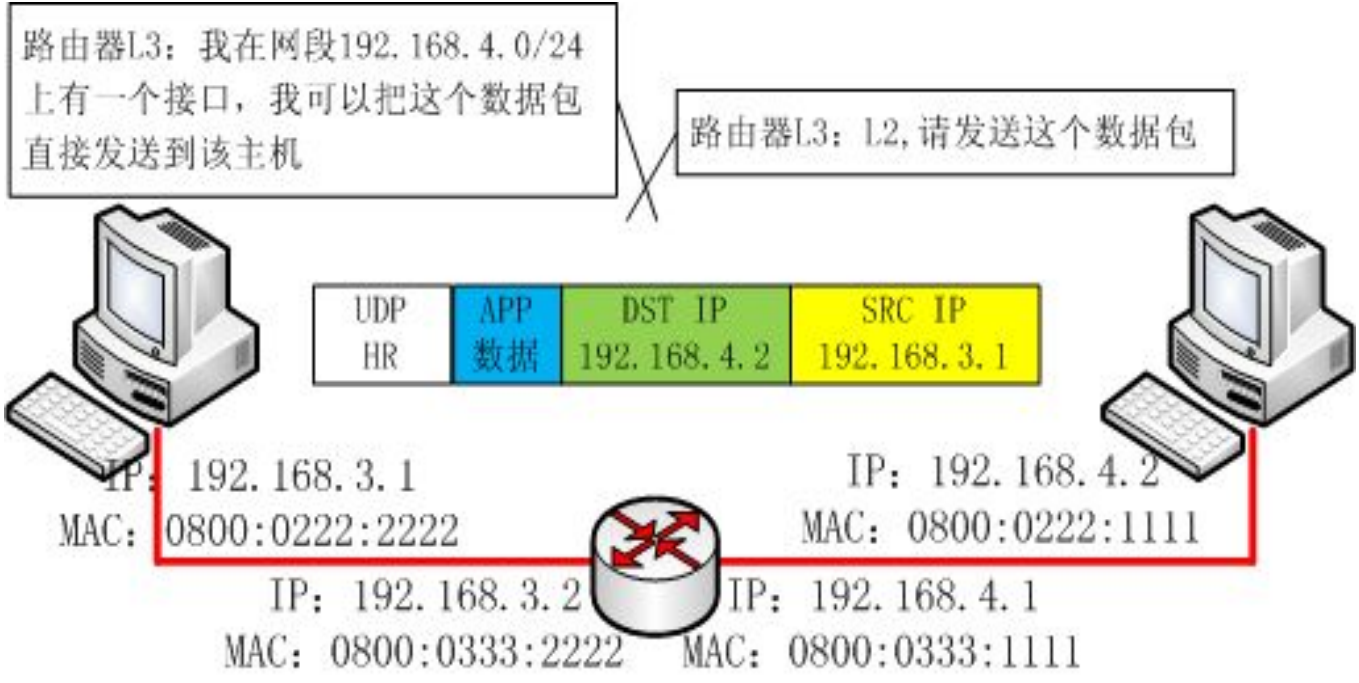 路由器L3：我在网段192.168.4.0/24
上有一个接口，我可以把这个数据包
直接发送到该主机
路由器L3：L2,请发送这个数据包
UDP
HR
APP
数据
DST IP
192.168.4.2
SRC IP
192.168.3.1
IP：192.168.3.1
MAC：0800:0222:2222
IP：192.168.4.2
MAC：0800:0222:1111
IP：192.168.3.2
MAC：0800:0333:2222
IP：192.168.4.1
MAC：0800:0333:1111